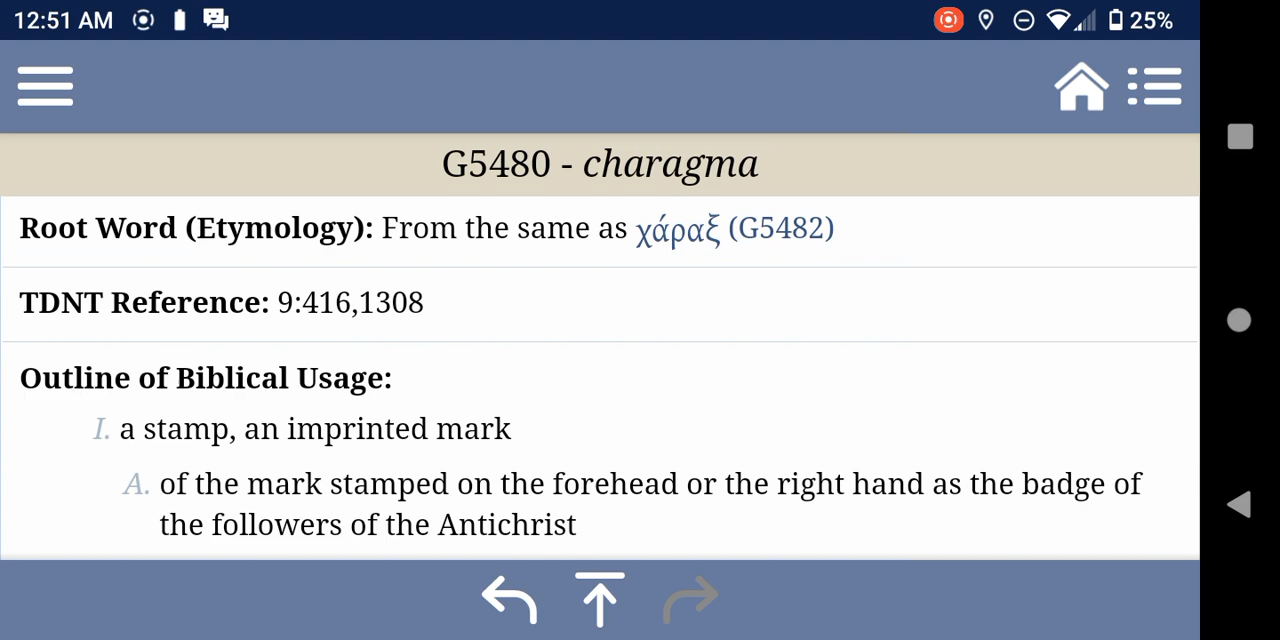 12:51 AM 25%
G5480 - charagma
Root Word (Etymology): From the same as χάραξ (G5482)
TDNT Reference: 9:416,1308
Outline of Biblical Usage:
I. a stamp, an imprinted mark
A. of the mark stamped on the forehead or the right hand as the badge of
the followers of the Antichrist